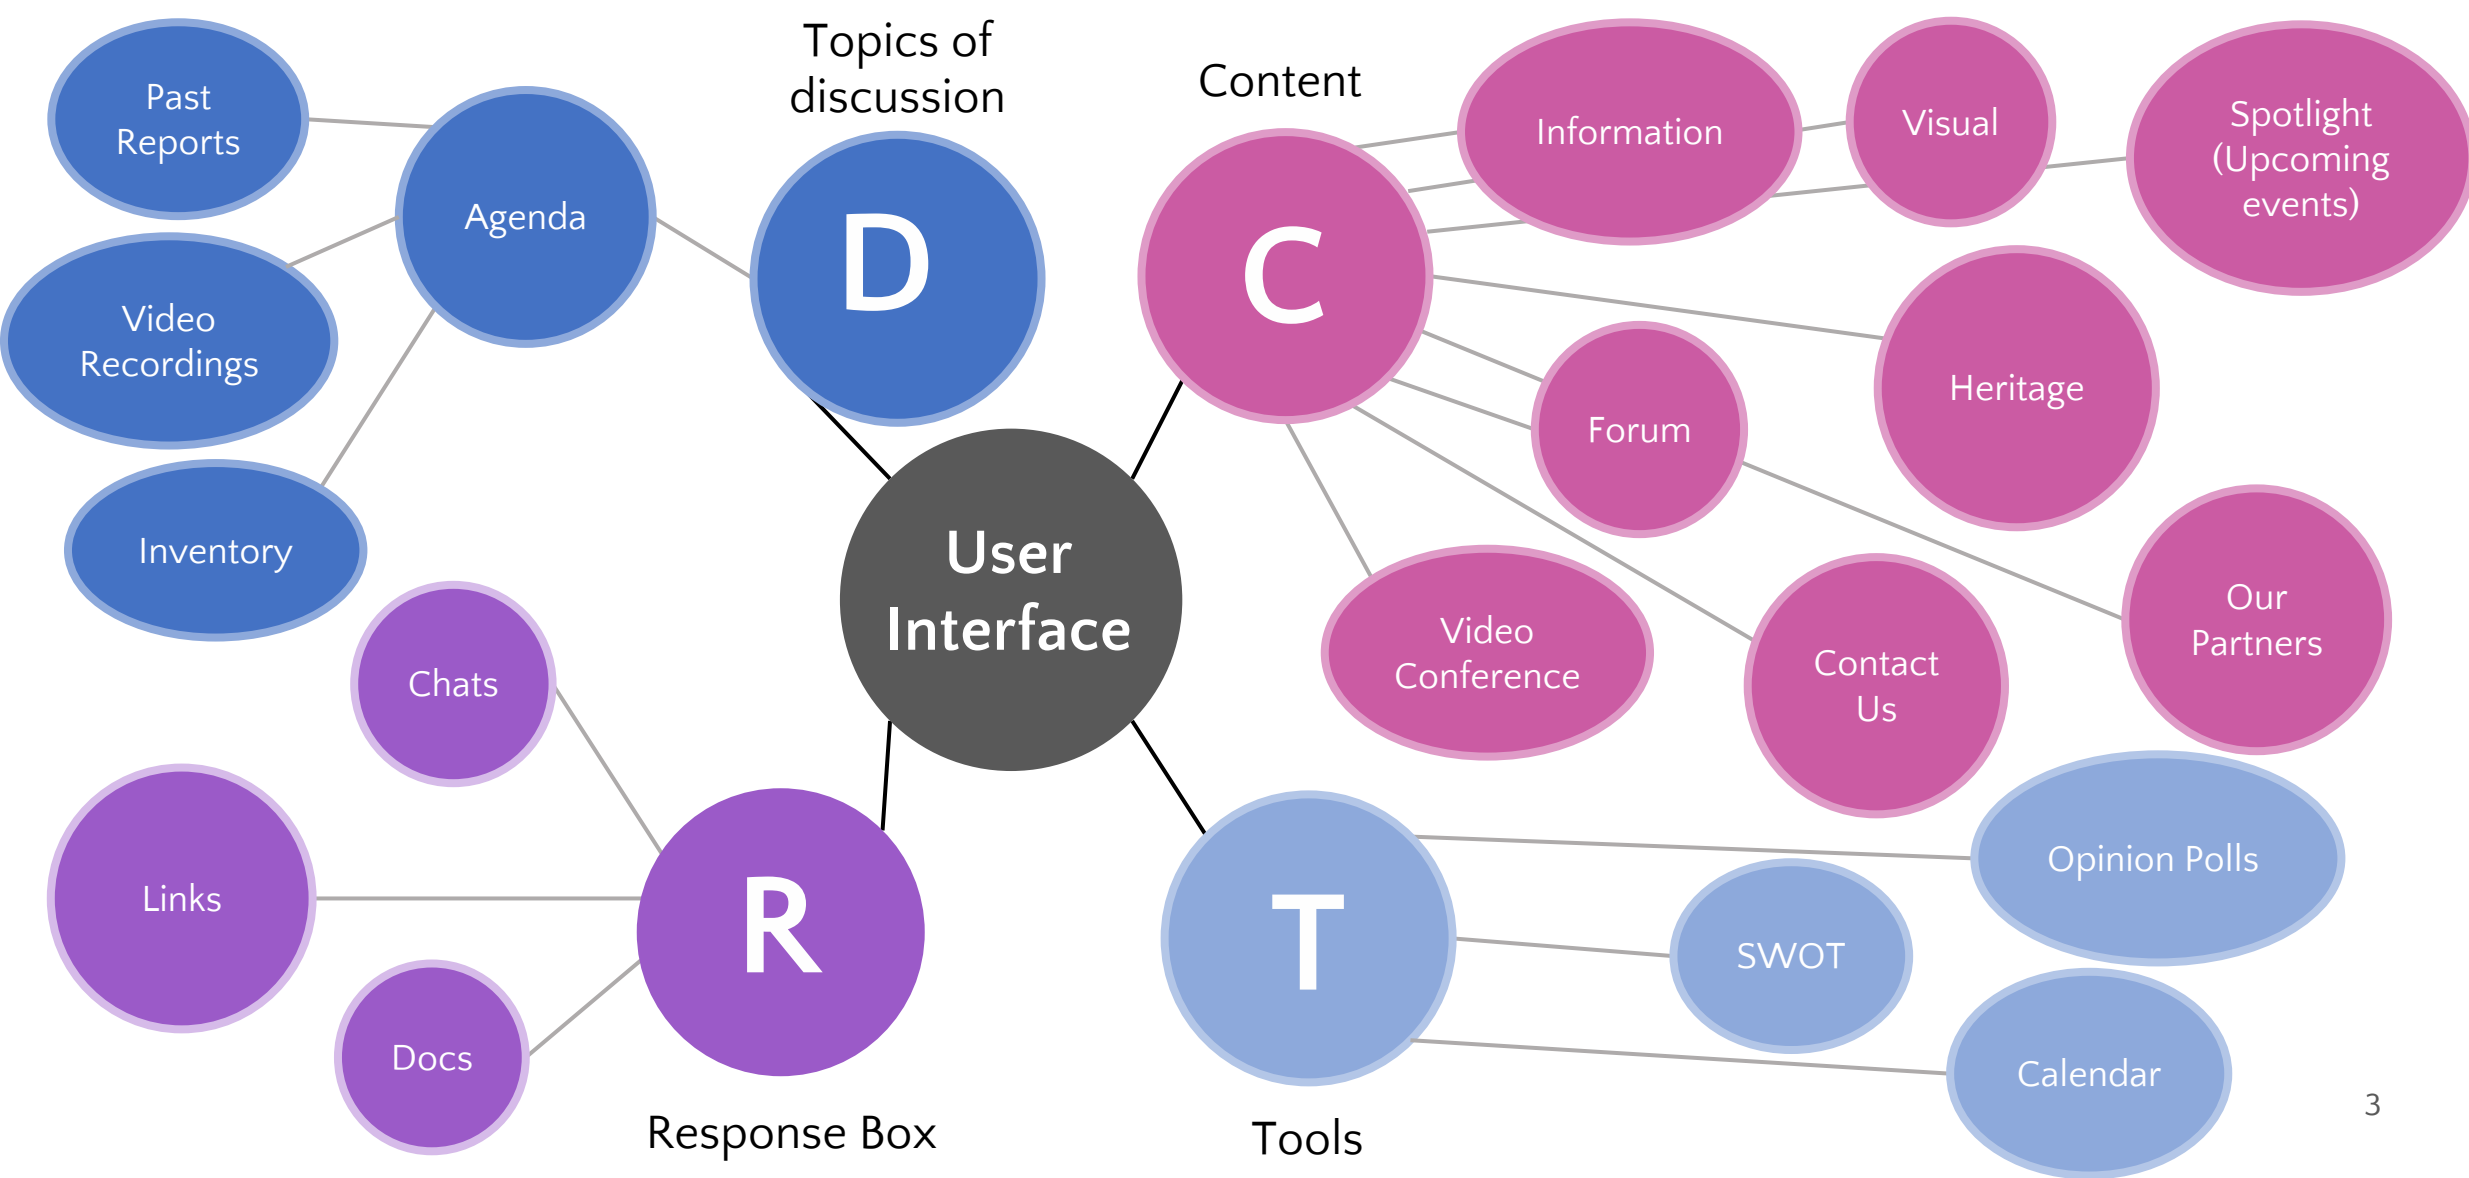 Topics of
discussion
D
Agenda
Past
Reports
Video
Recordings
Inventory
Content
C
Information
Visual
Spotlight
(Upcoming
events)
Heritage
Forum
Our
Partners
Contact
Us
Video
Conference
User
Interface
Chats
Links
Docs
R
Response Box
T
Tools
Opinion Polls
SWOT
Calendar
3